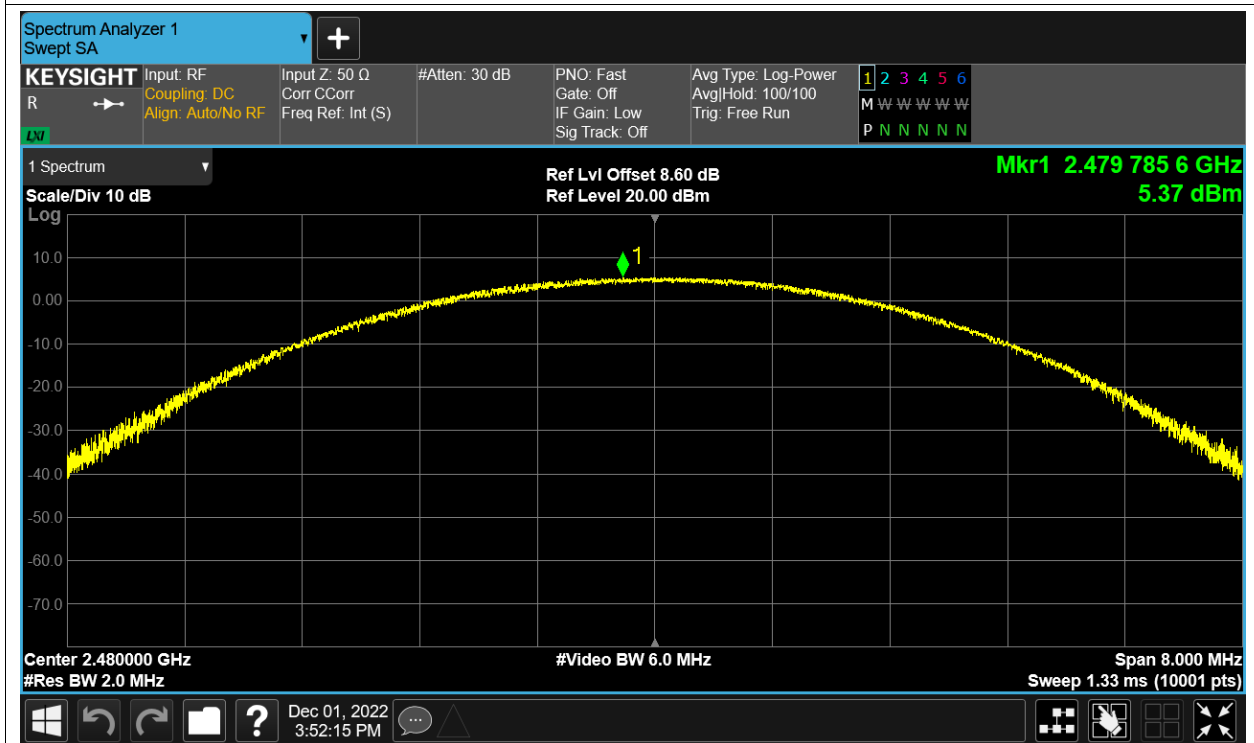 Spectrum Analyzer 1
Swept SA
KEYSIGHT
R
LXI
Input: RF
Coupling: DC
Align: Auto/No RF
Input Z: 50 Ω
Corr CCorr
Freq Ref: Int (S)
#Atten: 30 dB
PNO: Fast
Gate: Off
IF Gain: Low
Sig Track: Off
Avg Type: Log-Power
Avg|Hold: 100/100
Trig: Free Run
1 2 3 4 5 6
M W W W W W
P N N N N N
1 Spectrum
Scale/Div 10 dB
Ref Lvl Offset 8.60 dB
Ref Level 20.00 dBm
Mkr1 2.479 785 6 GHz
5.37 dBm
Log
1
10.0
0.00
-10.0
-20.0
-30.0
-40.0
-50.0
-60.0
-70.0
Center 2.480000 GHz
#Res BW 2.0 MHz
#Video BW 6.0 MHz
Span 8.000 MHz
Sweep 1.33 ms (10001 pts)
?
Dec 01, 2022
3:52:15 PM